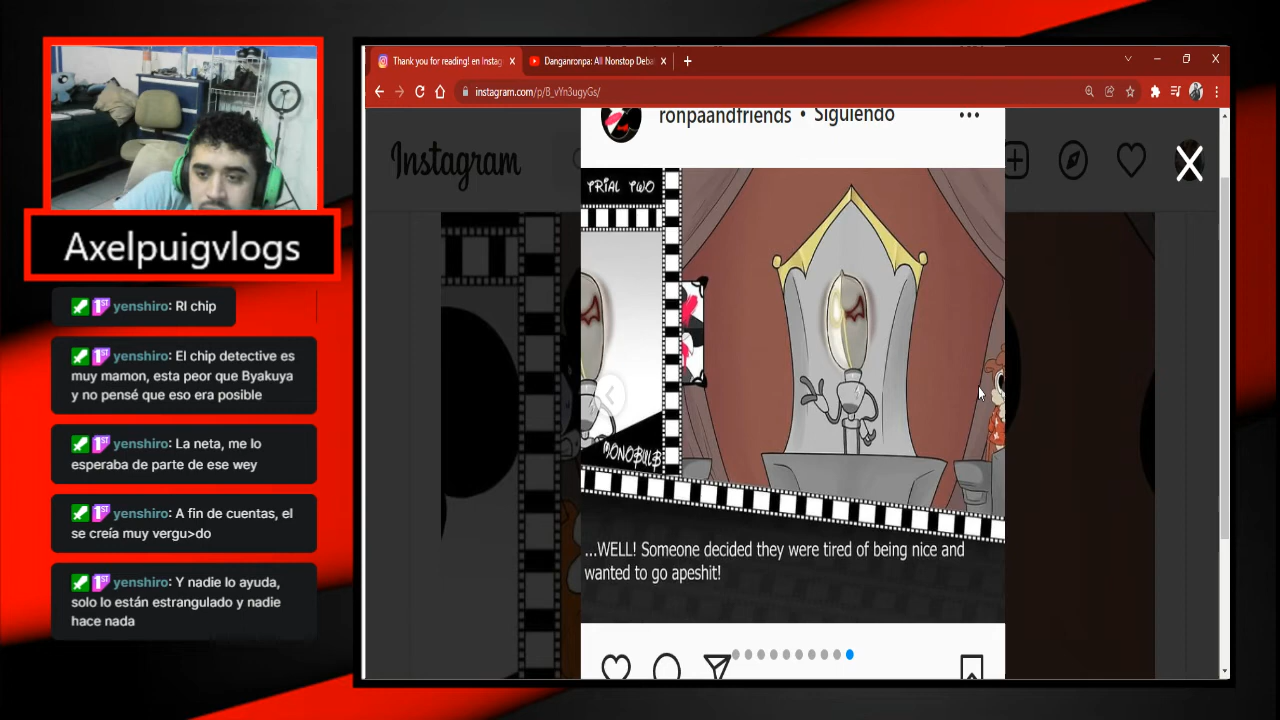 Axelpuigvlogs
yenshiro: RI chip
yenshiro: El chip detective es
muy mamon, esta peor que Byakuya
y no pensé que eso era posible
yenshiro: La neta, me lo
esperaba de parte de ese wey
yenshiro: A fin de cuentas, el
se creía muy vergu>do
yenshiro: Y nadie lo ayuda,
solo lo están estrangulado y nadie
hace nada
Thank you for reading! en Instag
Danganronpa: All Nonstop Deba
instagram.com/p/B_vYn3ugyGs/
Instagram
ronpaandfriends • Siguiendo
TRIAL TWO
MONOBULB
...WELL! Someone decided they were tired of being nice and
wanted to go apeshit!